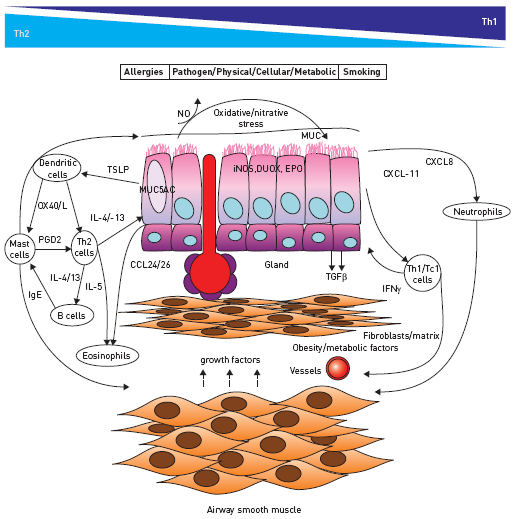 Th1
Th2
Allergies
Pathogen/Physical/Cellular/Metabolic
Smoking
NO
Oxidative/nitrative
stress
MUC
CXCL8
CXCL-11
iNOS,DUOX, EPO
Dendritic
cells
TSLP
MUC5AC
OX40/L
IL-4/-13
Neutrophils
Mast
cells
PGD2
Th2
cells
CCL24/26
Gland
TGFβ
Th1/Tc1
cells
IFNγ
IL-4/13
IL-5
IgE
B cells
Fibroblasts/matrix
Obesity/metabolic factors
Eosinophils
growth factors
Vessels
Airway smooth muscle